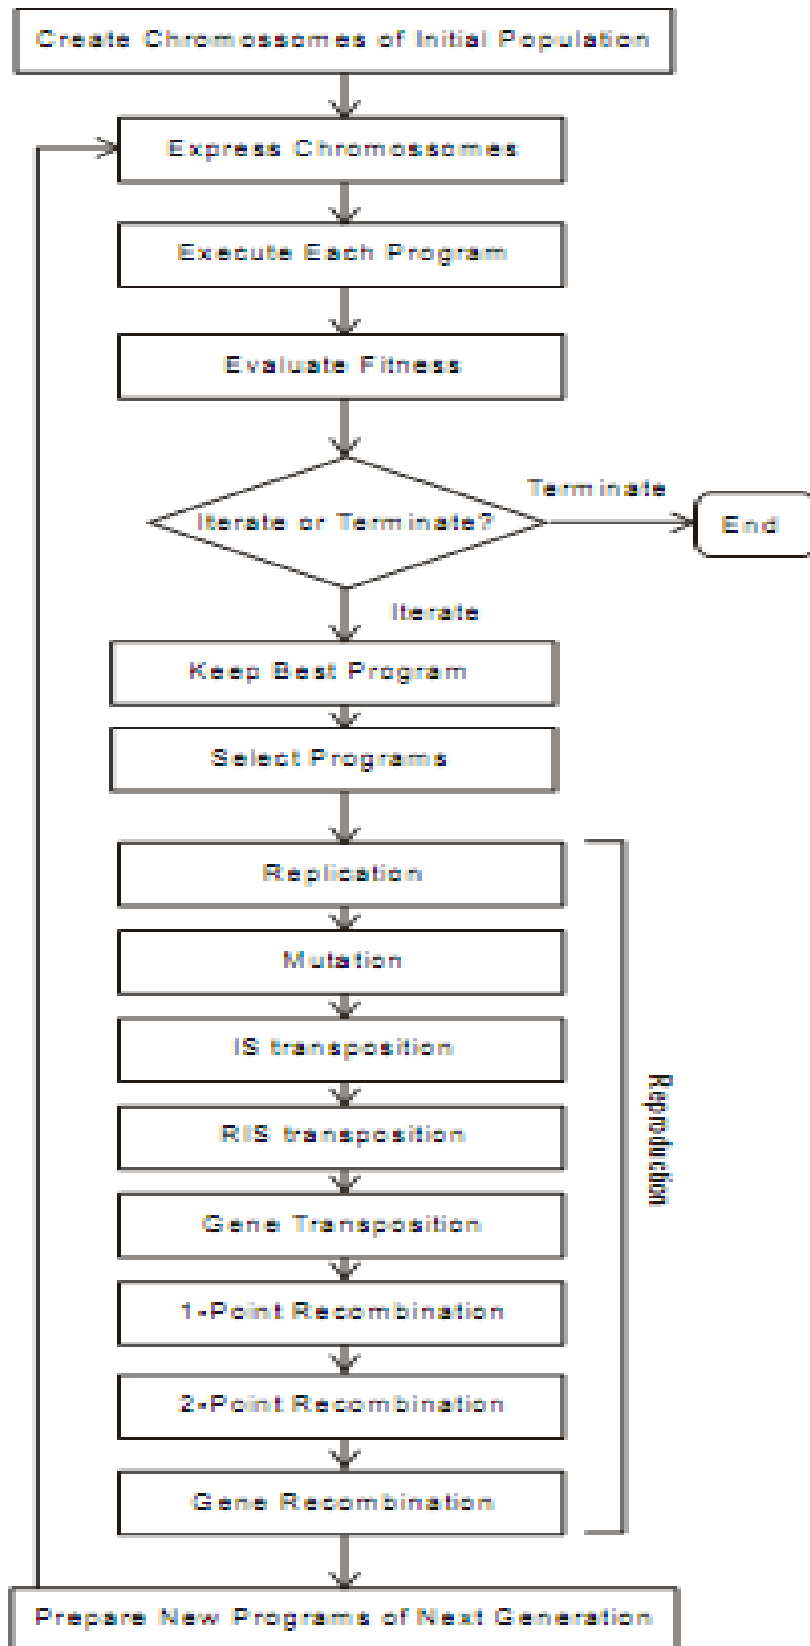 Create Chromossomes of Initial Population
Express Chromossomes
Execute Each Program
Evaluate Fitness
Iterate or Terminate?
Terminate
End
Iterate
Keep Best Program
Select Programs
Replication
Mutation
IS transposition
RIS transposition
Gene Transposition
1-Point Recombination
2-Point Recombination
Gene Recombination
Reproduction
Prepare New Programs of Next Generation